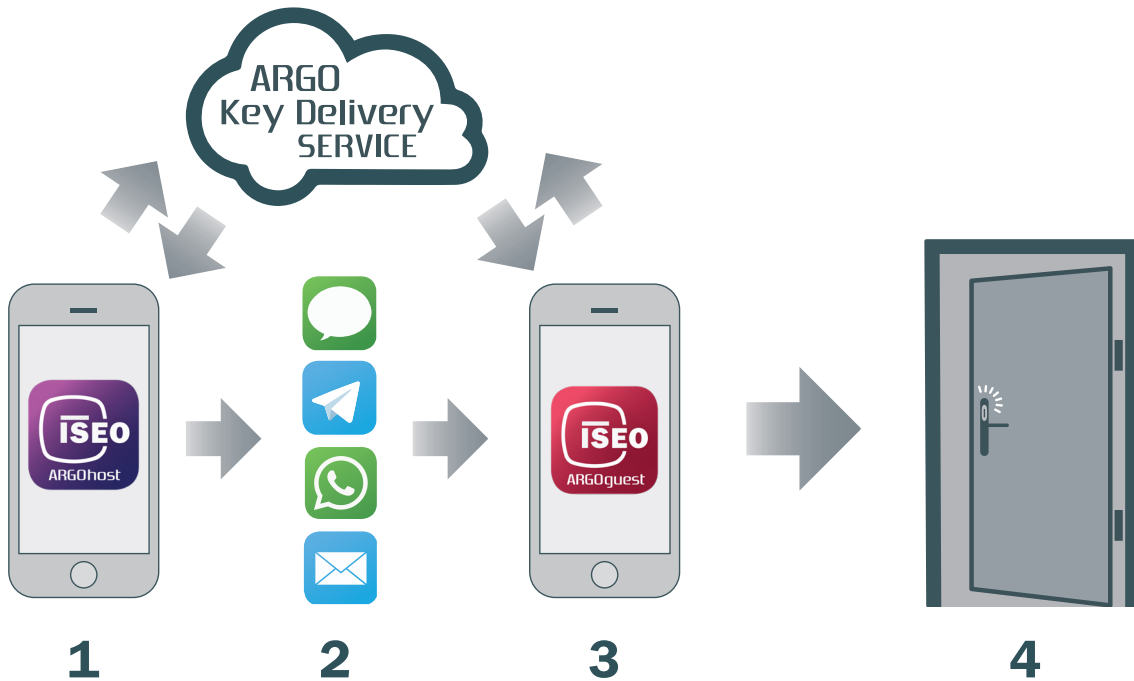 ARGO
Key Delivery
SERVICE
ISEO
ARGOhost
ISEO
ARGOguest
1
2
3
4